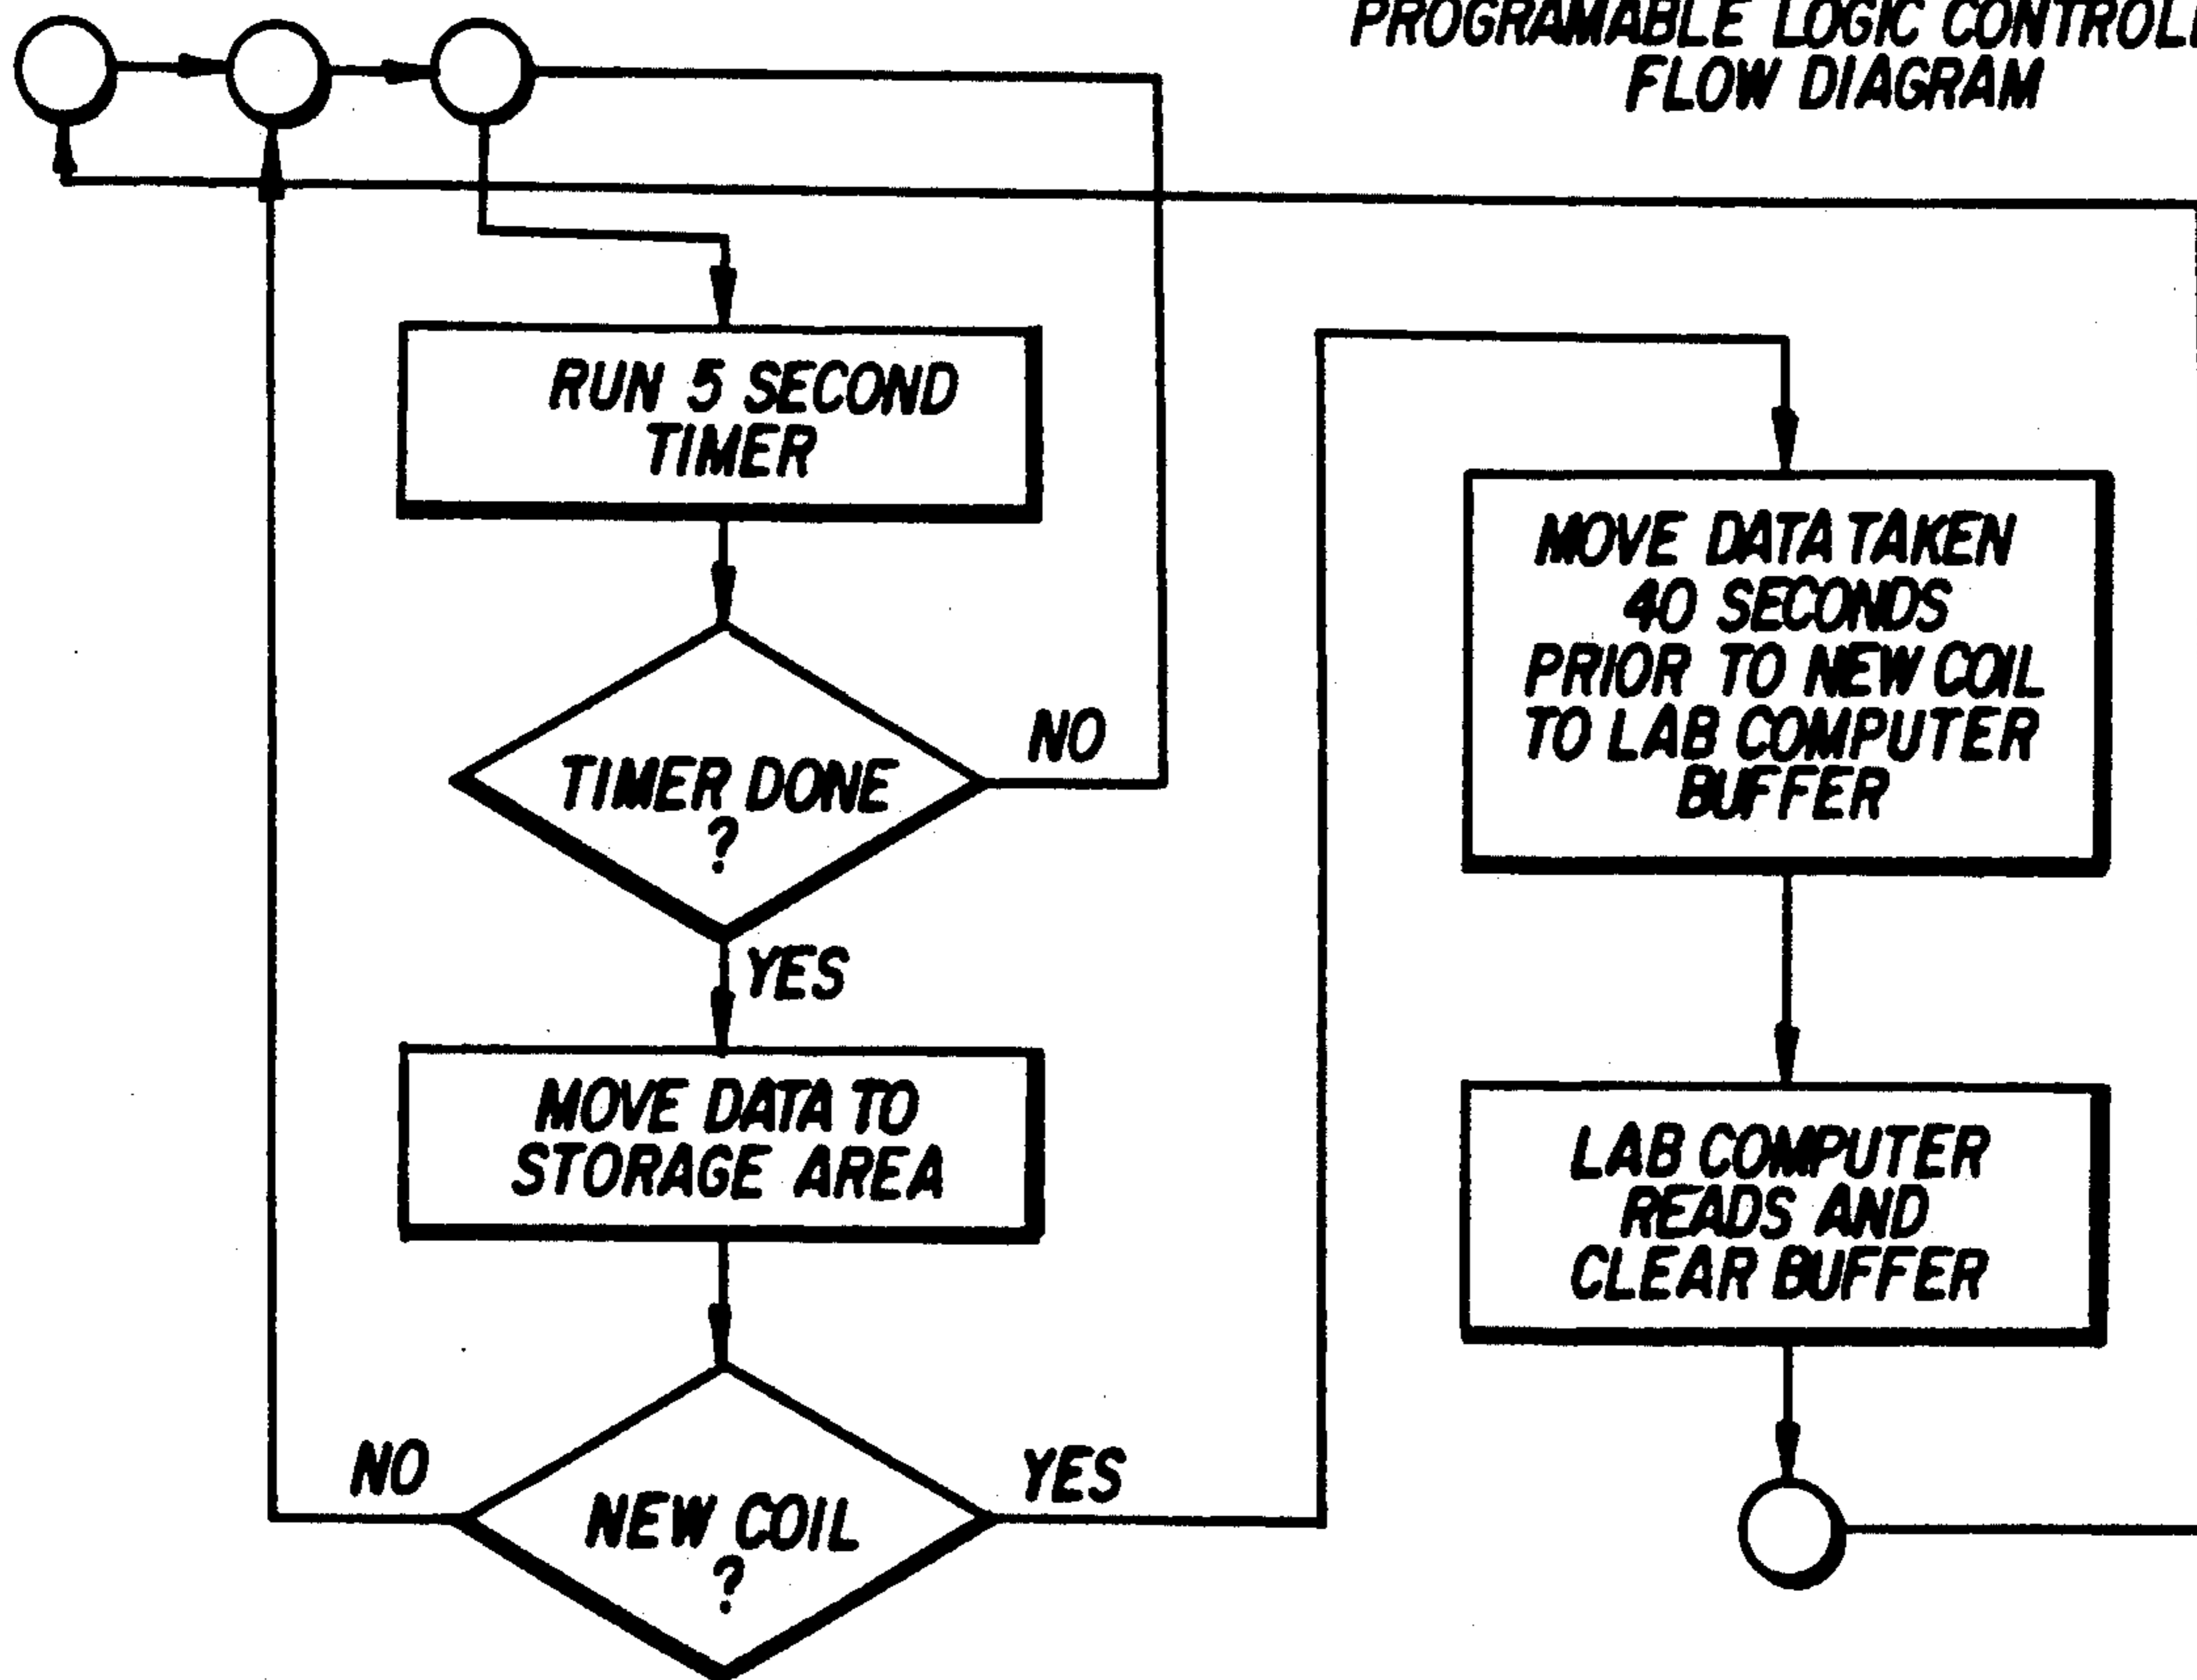 PROGRAMABLE LOGIC
FLOW DIAGRAM
RUN 5 SECOND
TIMER
TIMER DONE
?
NO
YES
MOVE DATA TO
STORAGE AREA
NEW COIL
?
NO
YES
MOVE DATA TAKEN
40 SECONDS
PRIOR TO NEW COIL
TO LAB COMPUTER
BUFFER
LAB COMPUTER
READS AND
CLEAR BUFFER